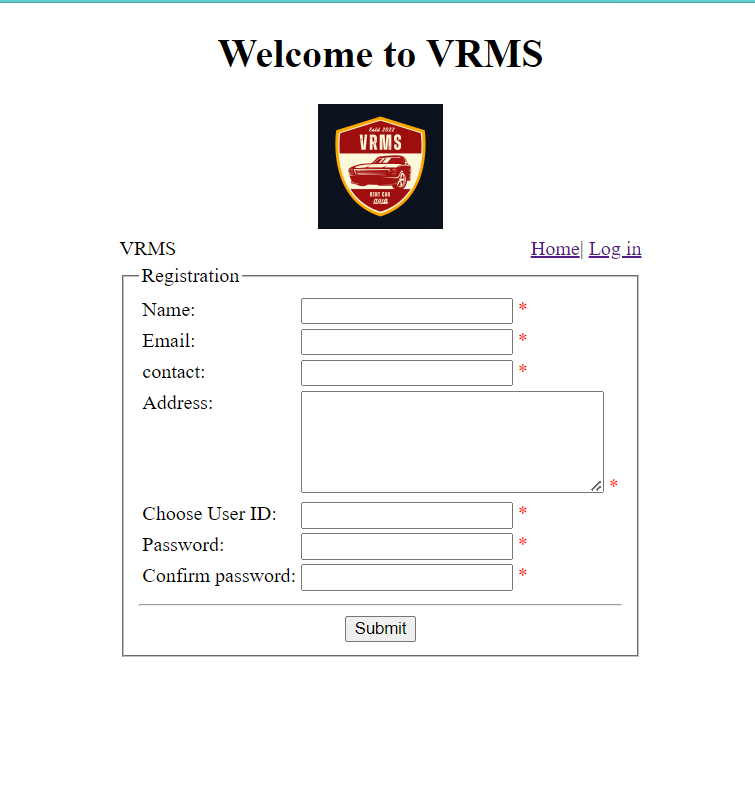 Welcome to VRMS
Estd 2022
VRMS
RENT CAR
VRMS
Home| Log in
Registration
Name: *
Email: *
contact: *
Address: *
Choose User ID: *
Password: *
Confirm password: *
Submit